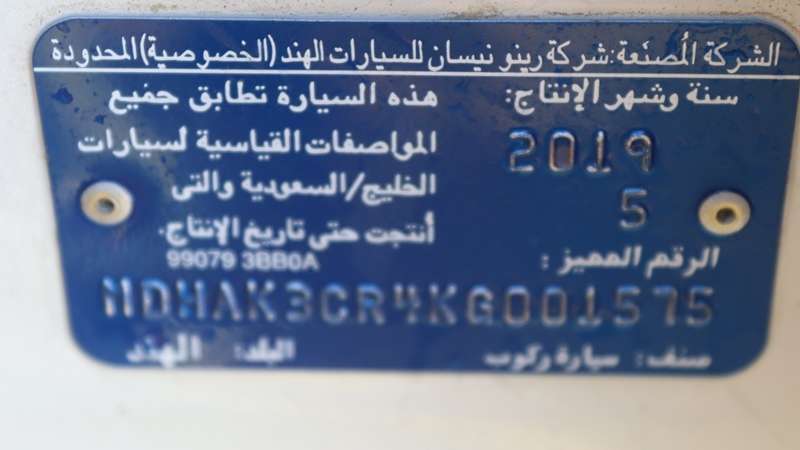 الشركة المُصنعة: شركة رينو نيسان للسيارات الهند (الخصوصية) المحدودة
سنة وشهر الإنتاج:
2019
5
هذه السيارة تطابق جميع
المواصفات القياسية لسيارات
الخليج/السعودية والتى
أنتجت حتى تاريخ الإنتاج.
99079 3BB0A
الرقم المميز:
MDHAK3CR4KG001575
صنف: سيارة ركوب
البلد: الهند